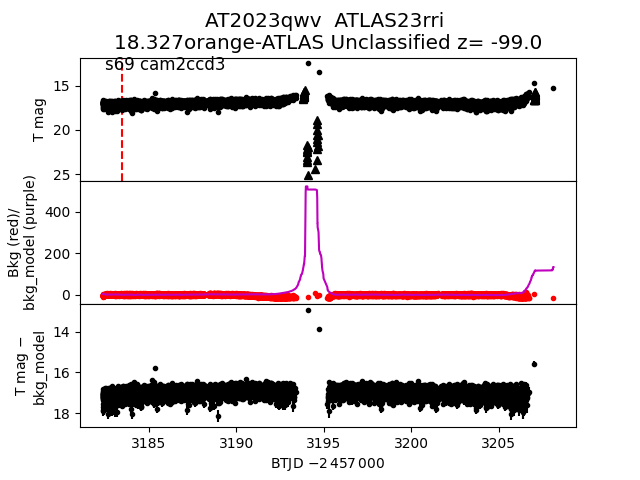 AT2023qwv  ATLAS23rri
18.327orange-ATLAS Unclassified z= -99.0
s69 cam2ccd3
T mag
15
20
25
Bkg (red)/
bkg_model (purple)
400
200
0
T mag −
bkg_model
14
16
18
3185 3190 3195 3200 3205
BTJD −2 457 000